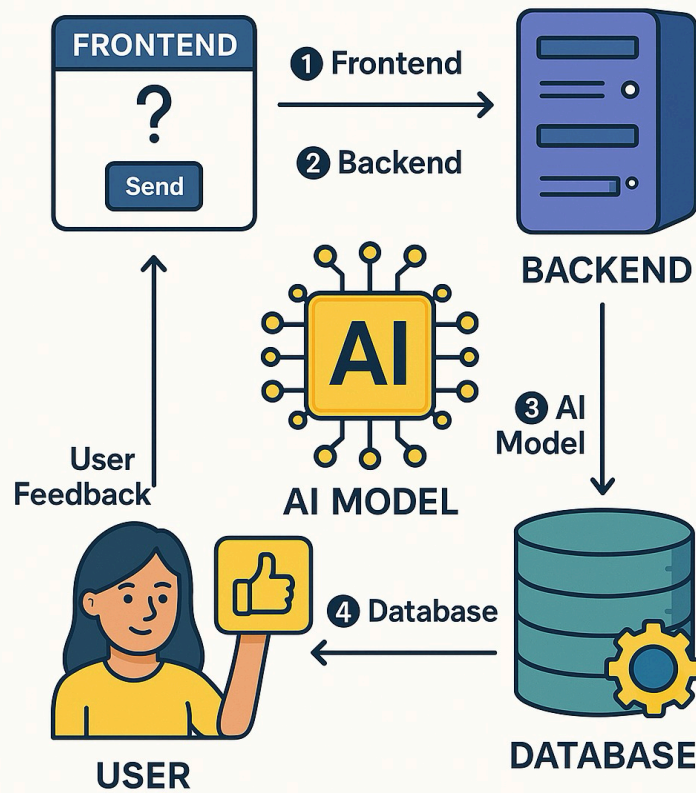 FRONTEND
?
Send
1 Frontend
2 Backend
BACKEND
AI
AI MODEL
3 AI
Model
User
Feedback
4 Database
USER
DATABASE